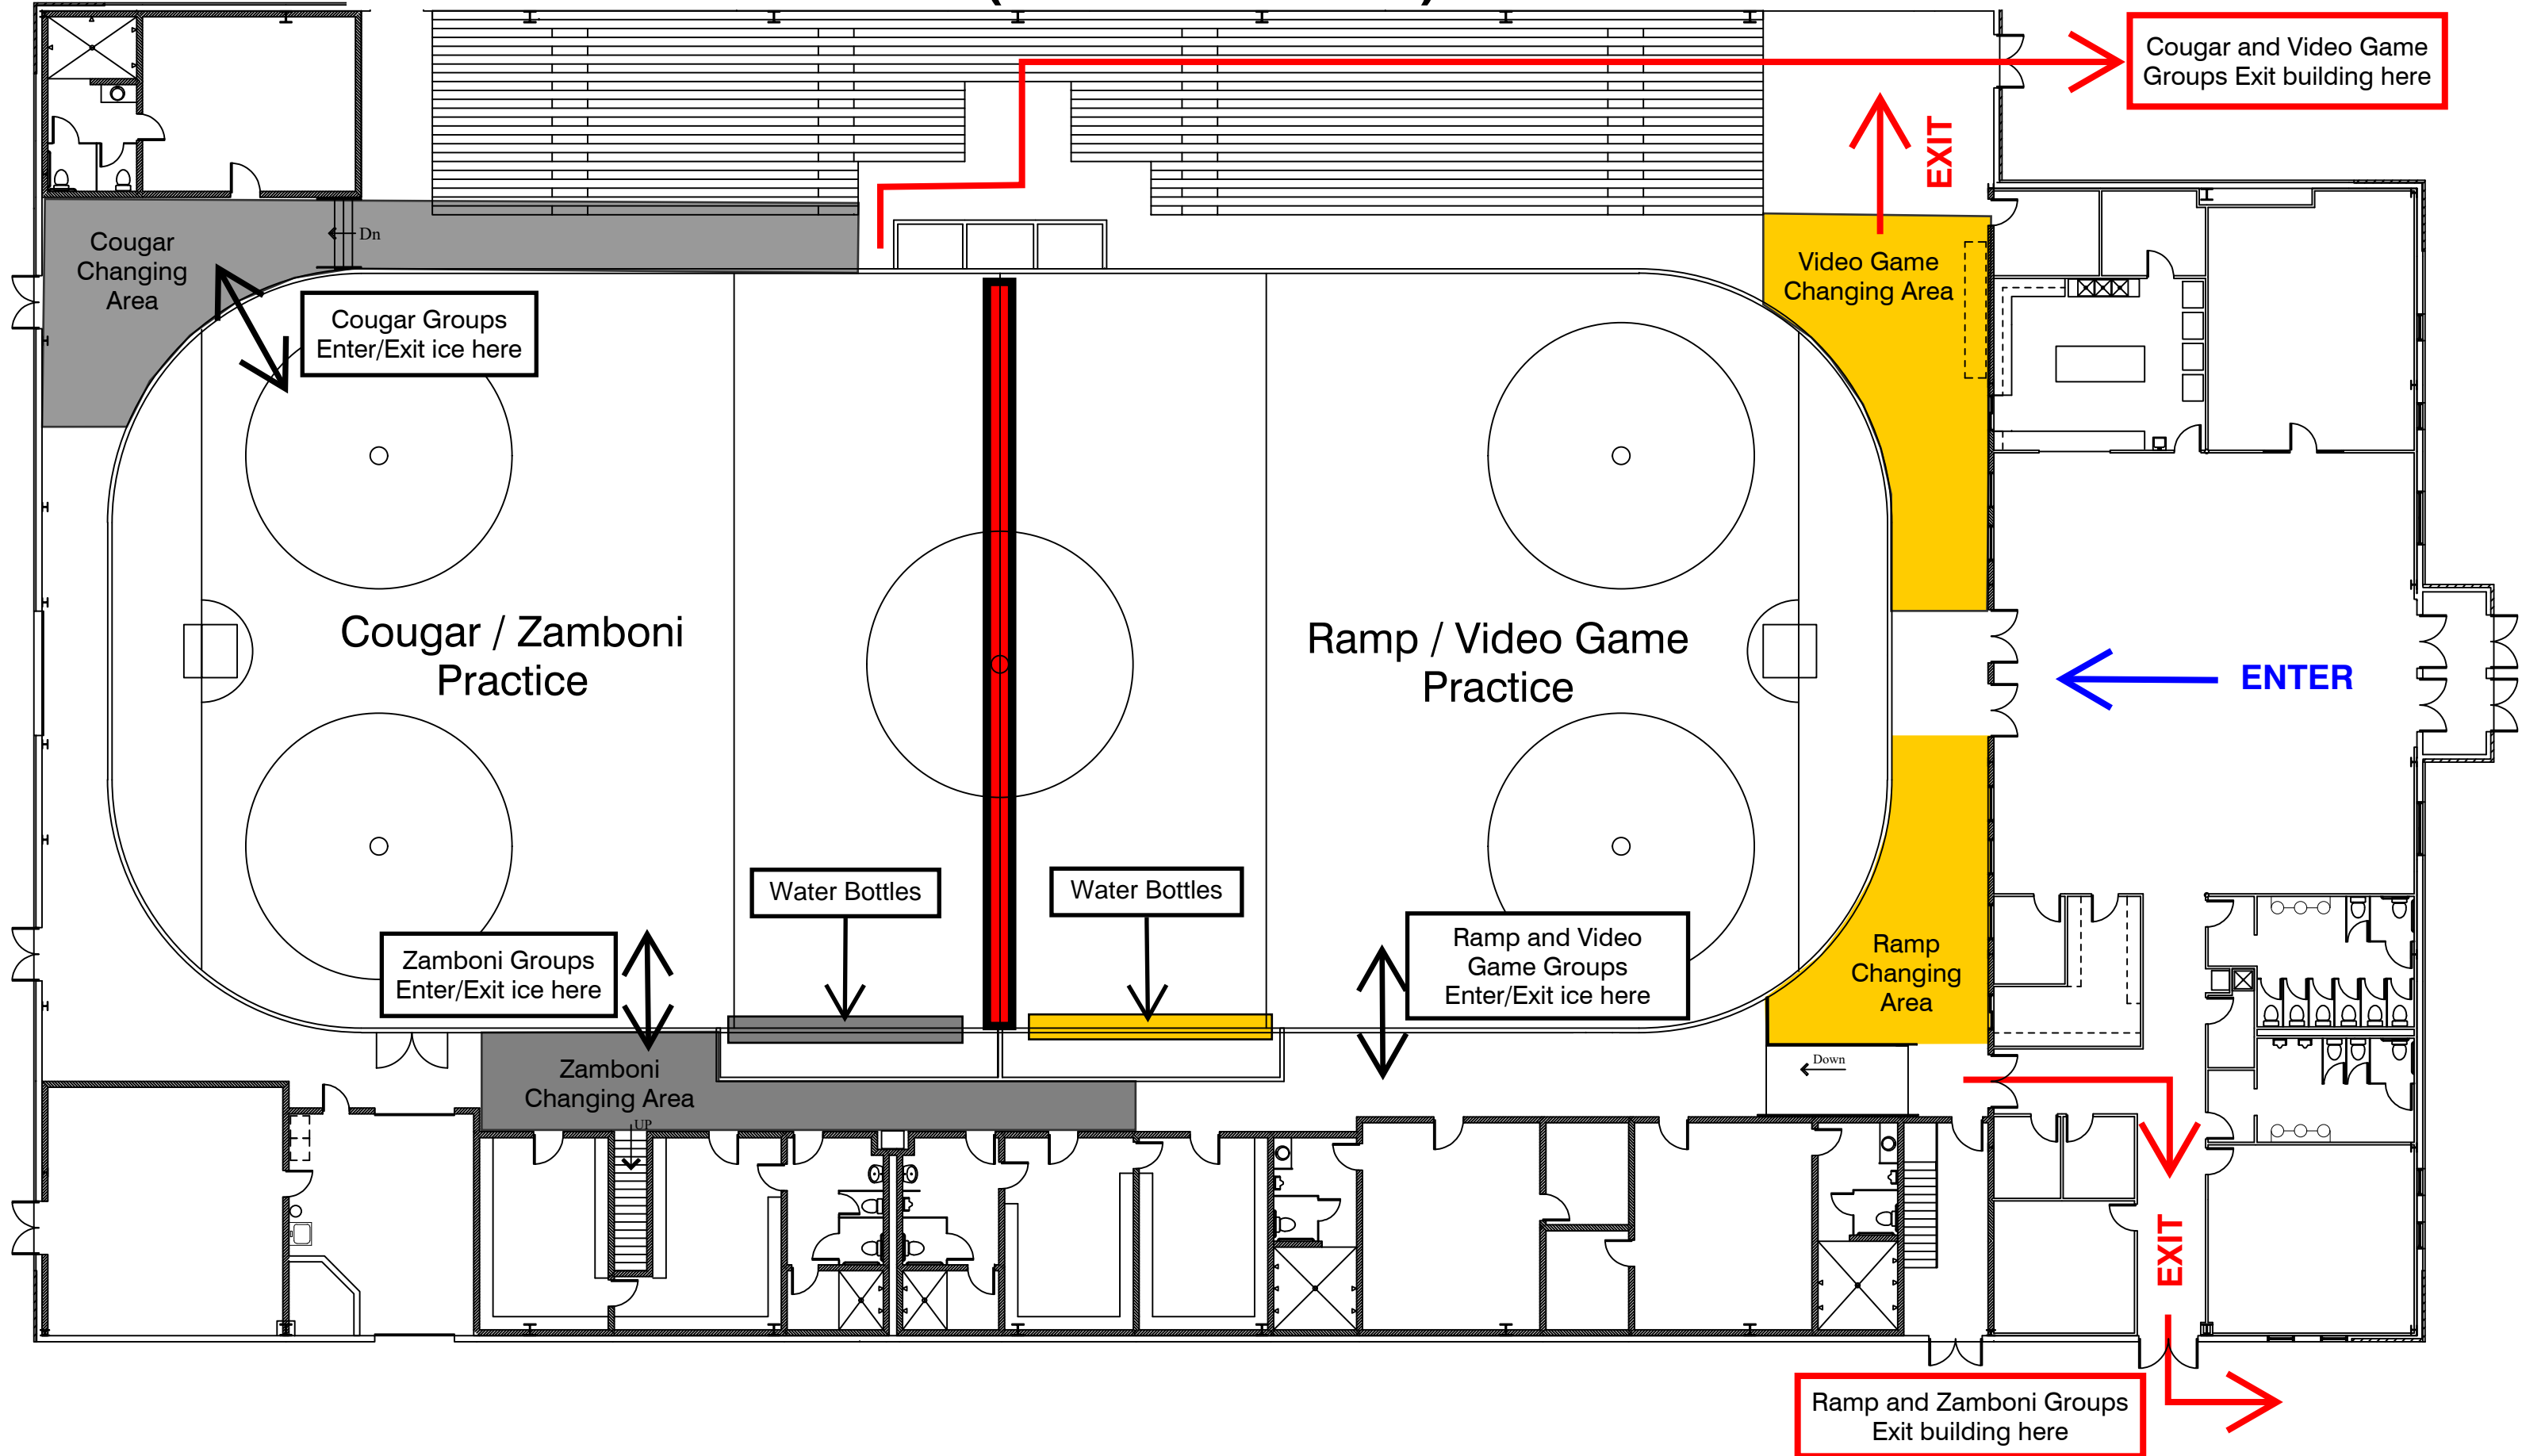 Cougar and Video Game
Groups Exit building here
EXIT
Cougar
Changing
Area
Dn
Cougar Groups
Enter/Exit ice here
Video Game
Changing Area
Cougar / Zamboni
Practice
Ramp / Video Game
Practice
ENTER
Water Bottles
Water Bottles
Zamboni Groups
Enter/Exit ice here
Ramp and Video
Game Groups
Enter/Exit ice here
Ramp
Changing
Area
Zamboni
Changing Area
UP
Down
EXIT
Ramp and Zamboni Groups
Exit building here